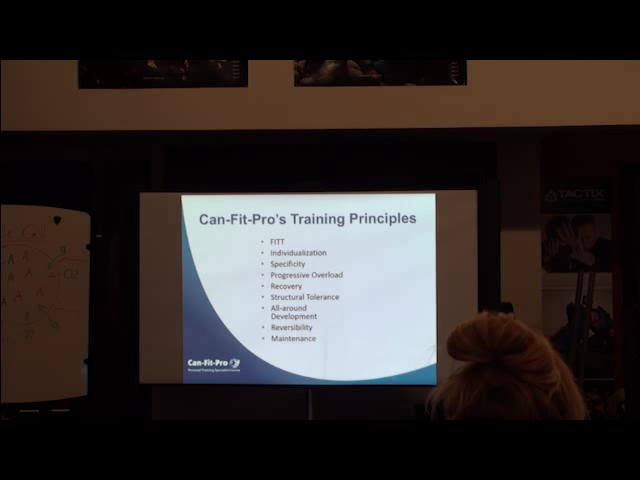 TACTIX
Can-Fit-Pro's Training Principles
• FITT
• Individualization
• Specificity
• Progressive Overload
• Recovery
• Structural Tolerance
• All-around
Development
• Reversibility
• Maintenance
Can-Fit-Pro